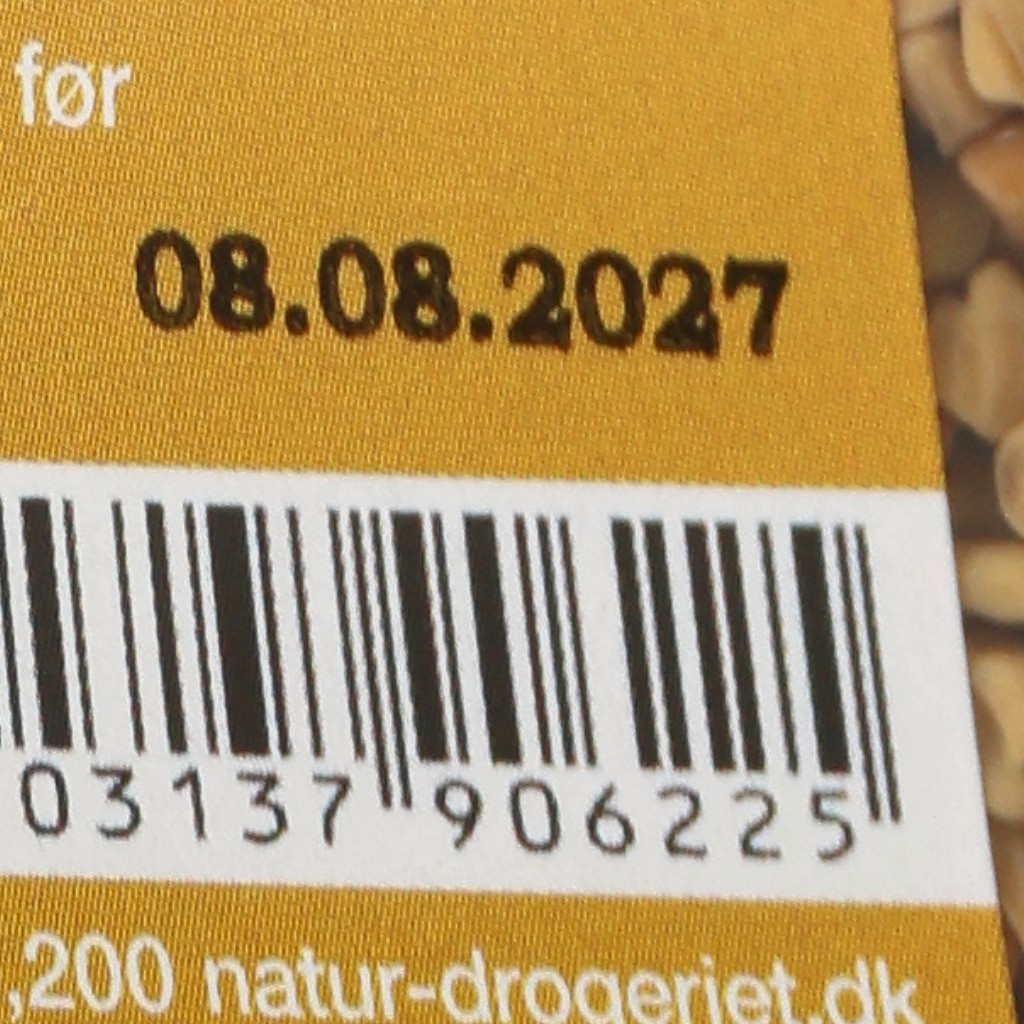 før
08.08.2027
03137 906225
,200 natur-drogeriet.dk